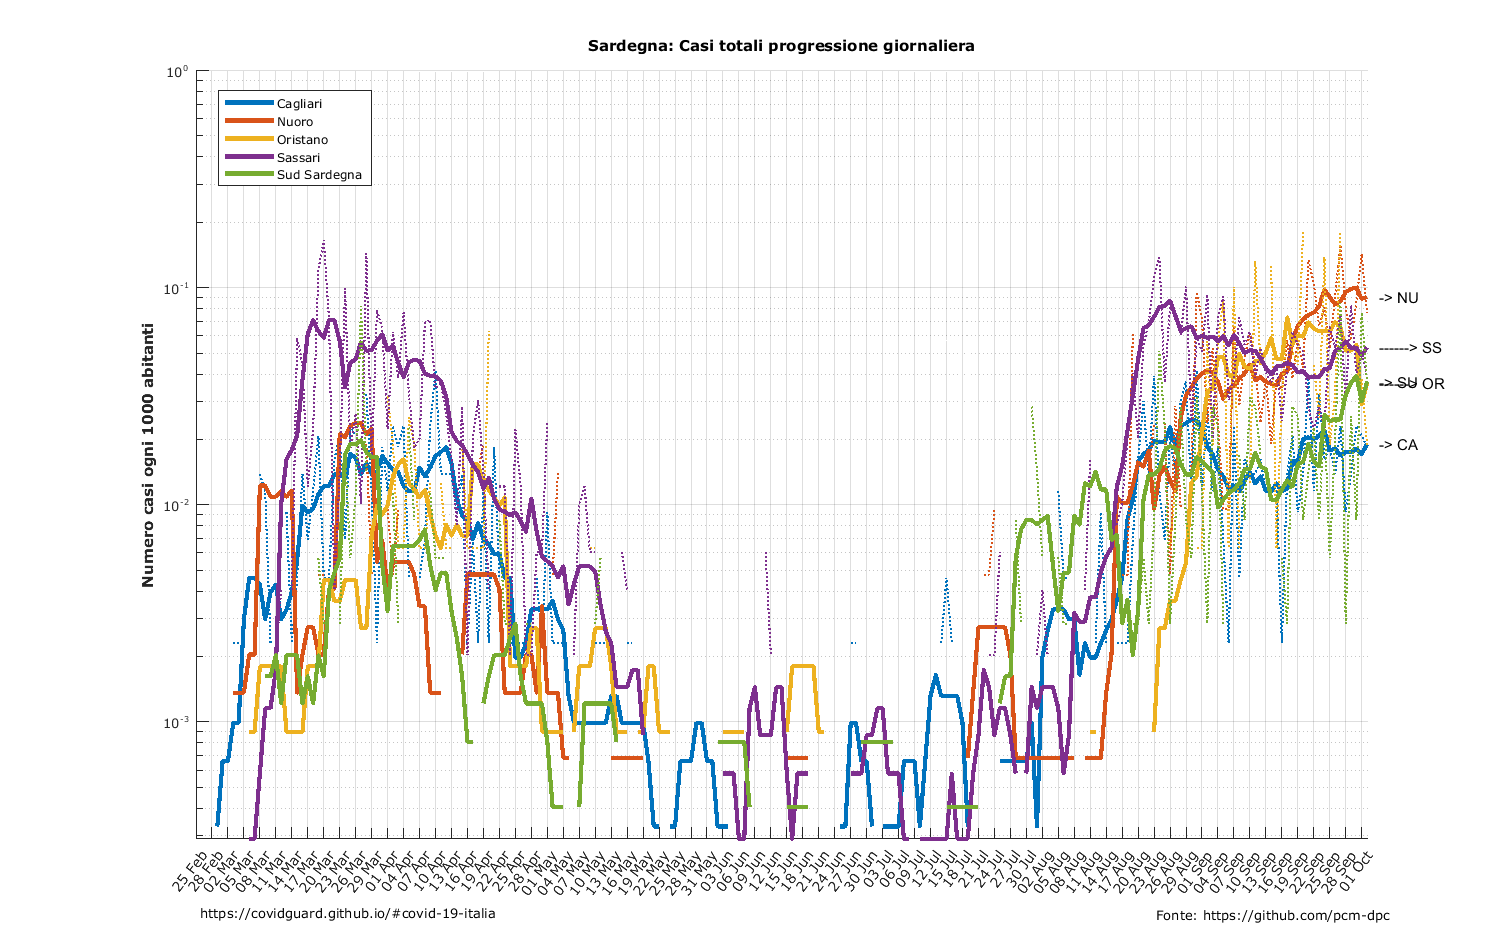 Sardegna: Casi totali progressione giornaliera
Numero casi ogni 1000 abitanti
10⁰
10⁻¹
10⁻²
10⁻³
Cagliari
Nuoro
Oristano
Sassari
Sud Sardegna
-> NU
------> SS
-> SU
------> OR
-> CA
25 Feb
28 Feb
02 Mar
05 Mar
08 Mar
11 Mar
14 Mar
17 Mar
20 Mar
23 Mar
26 Mar
29 Mar
01 Apr
04 Apr
07 Apr
10 Apr
13 Apr
16 Apr
19 Apr
22 Apr
25 Apr
28 Apr
01 May
04 May
07 May
10 May
13 May
16 May
19 May
22 May
25 May
28 May
31 May
03 Jun
06 Jun
09 Jun
12 Jun
15 Jun
18 Jun
21 Jun
24 Jun
27 Jun
30 Jun
03 Jul
06 Jul
09 Jul
12 Jul
15 Jul
18 Jul
21 Jul
24 Jul
27 Jul
30 Jul
02 Aug
05 Aug
08 Aug
11 Aug
14 Aug
17 Aug
20 Aug
23 Aug
26 Aug
29 Aug
01 Sep
04 Sep
07 Sep
10 Sep
13 Sep
16 Sep
19 Sep
22 Sep
25 Sep
28 Sep
01 Oct
https://covidguard.github.io/#covid-19-italia
Fonte: https://github.com/pcm-dpc